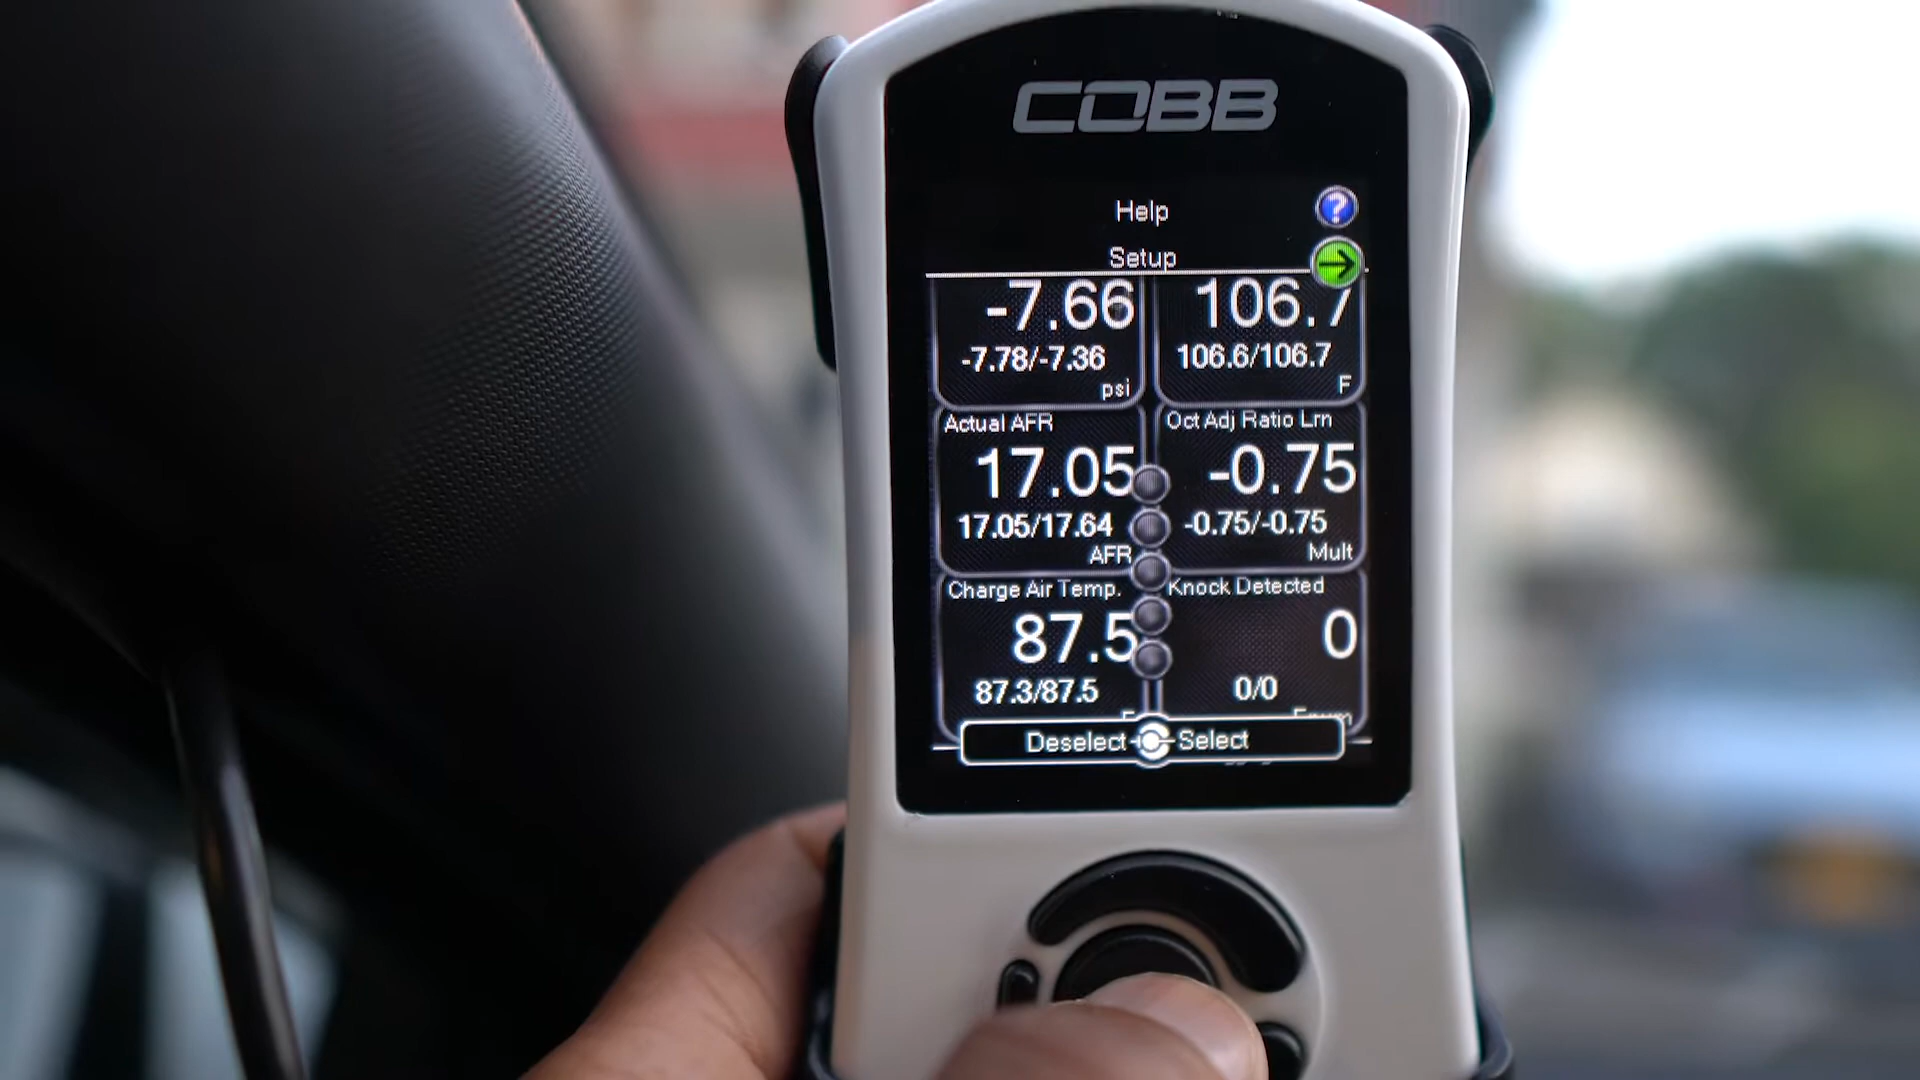 COBB
Help
?
Setup
-7.66
106.7
-7.78/-7.36
106.6/106.7
psi
F
Actual AFR
Oct Adj Ratio Lrn
17.05
-0.75
17.05/17.64
-0.75/-0.75
AFR
Mult
Charge Air Temp.
Knock Detected
87.5
0
87.3/87.5
0/0
Deselect
Select